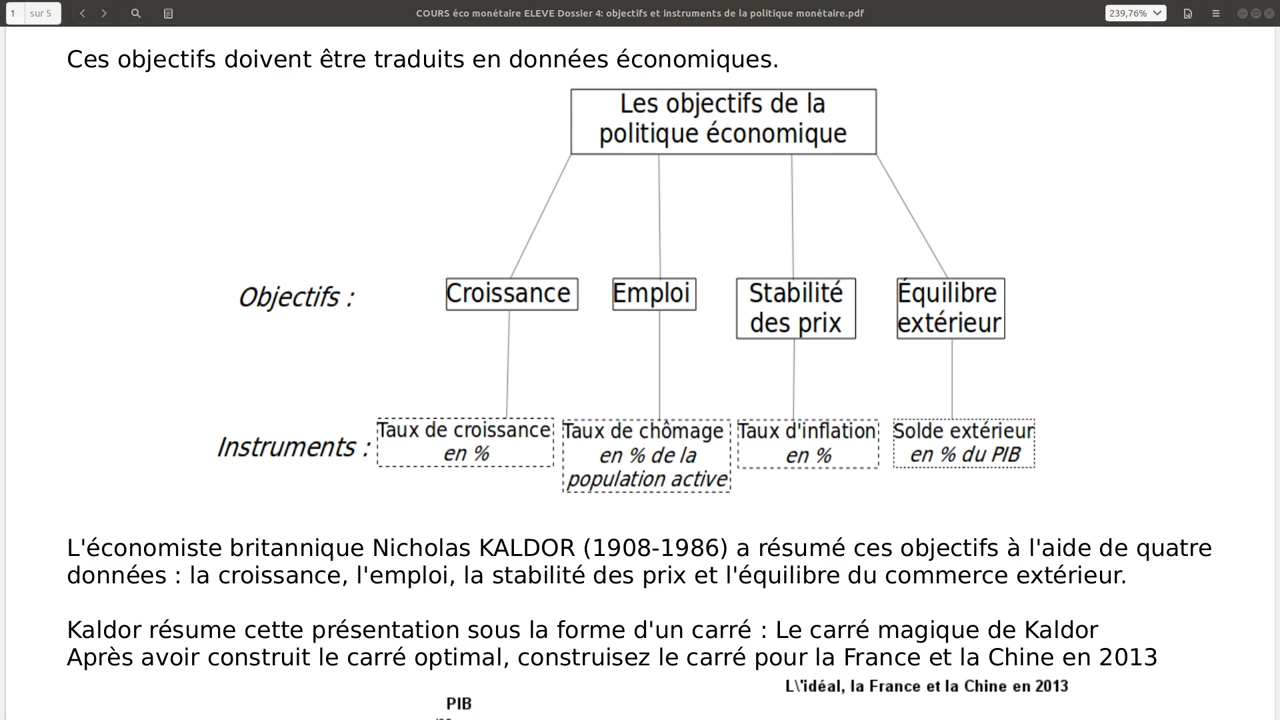 1 sur 5 COURS éco monétaire ELEVE Dossier 4: objectifs et instruments de la politique monétaire.pdf 239,76%
Ces objectifs doivent être traduits en données économiques.
Les objectifs de la
politique économique
Objectifs :
Croissance
Emploi
Stabilité
des prix
Équilibre
extérieur
Instruments :
Taux de croissance
en %
Taux de chômage
en % de la
population active
Taux d'inflation
en %
Solde extérieur
en % du PIB
L'économiste britannique Nicholas KALDOR (1908-1986) a résumé ces objectifs à l'aide de quatre
données : la croissance, l'emploi, la stabilité des prix et l'équilibre du commerce extérieur.
Kaldor résume cette présentation sous la forme d'un carré : Le carré magique de Kaldor
Après avoir construit le carré optimal, construisez le carré pour la France et la Chine en 2013
L\'idéal, la France et la Chine en 2013
PIB